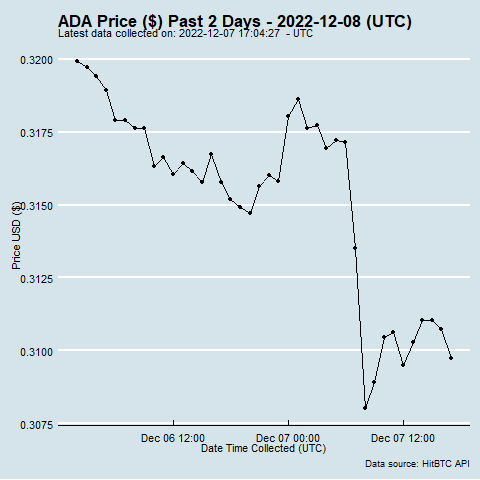 ADA Price ($) Past 2 Days - 2022-12-08 (UTC)
Latest data collected on: 2022-12-07 17:04:27 - UTC
0.3200
0.3175
0.3150
0.3125
0.3100
0.3075
Price USD ($)
Dec 06 12:00
Dec 07 00:00
Dec 07 12:00
Date Time Collected (UTC)
Data source: HitBTC API